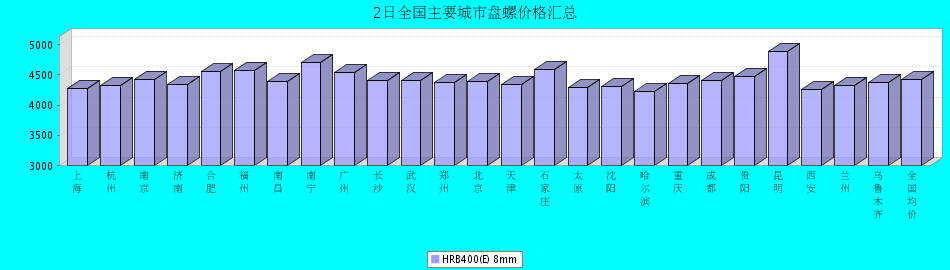 2日全国主要城市盘螺价格汇总
5000
4500
4000
3500
3000
上海
杭州
南京
济南
合肥
福州
南昌
南宁
广州
长沙
武汉
郑州
北京
天津
石家庄
太原
沈阳
哈尔滨
重庆
成都
贵阳
昆明
西安
兰州
乌鲁木齐
全国均价
HRB400(E) 8mm